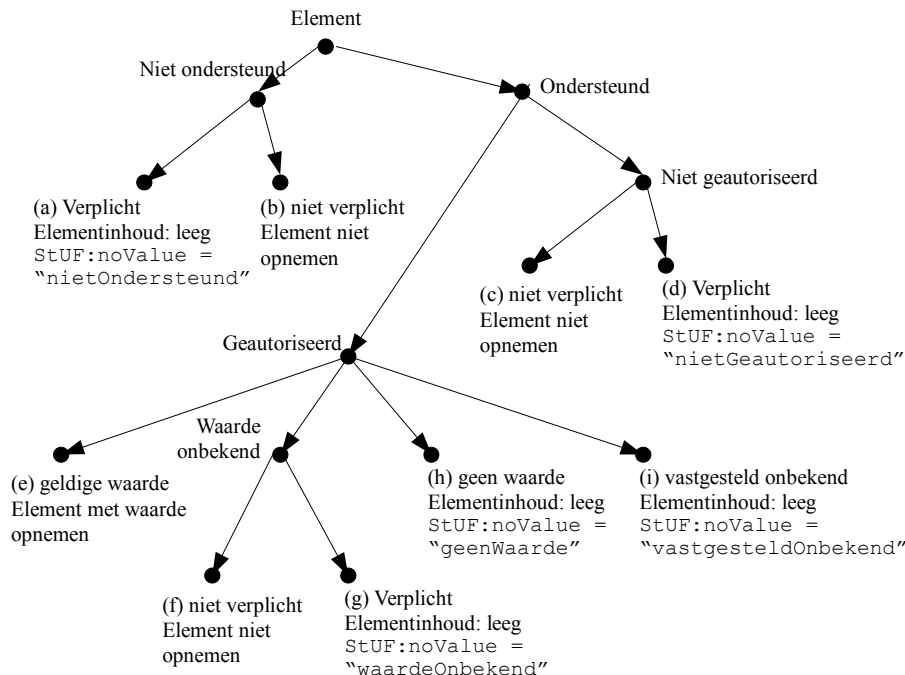 Element
Niet ondersteund
Ondersteund
Niet geautoriseerd
(a) Verplicht
Elementinhoud: leeg
StUF:noValue =
“nietOndersteund”
(b) niet verplicht
Element niet
opnemen
(c) niet verplicht
Element niet
opnemen
(d) Verplicht
Elementinhoud: leeg
StUF:noValue =
“nietGeautoriseerd”
Geautoriseerd
Waarde
onbekend
(e) geldige waarde
Element met waarde
opnemen
(h) geen waarde
Elementinhoud: leeg
StUF:noValue =
“geenWaarde”
(i) vastgesteld onbekend
Elementinhoud: leeg
StUF:noValue =
“vastgesteldOnbekend”
(f) niet verplicht
Element niet
opnemen
(g) Verplicht
Elementinhoud: leeg
StUF:noValue =
“waardeOnbekend”